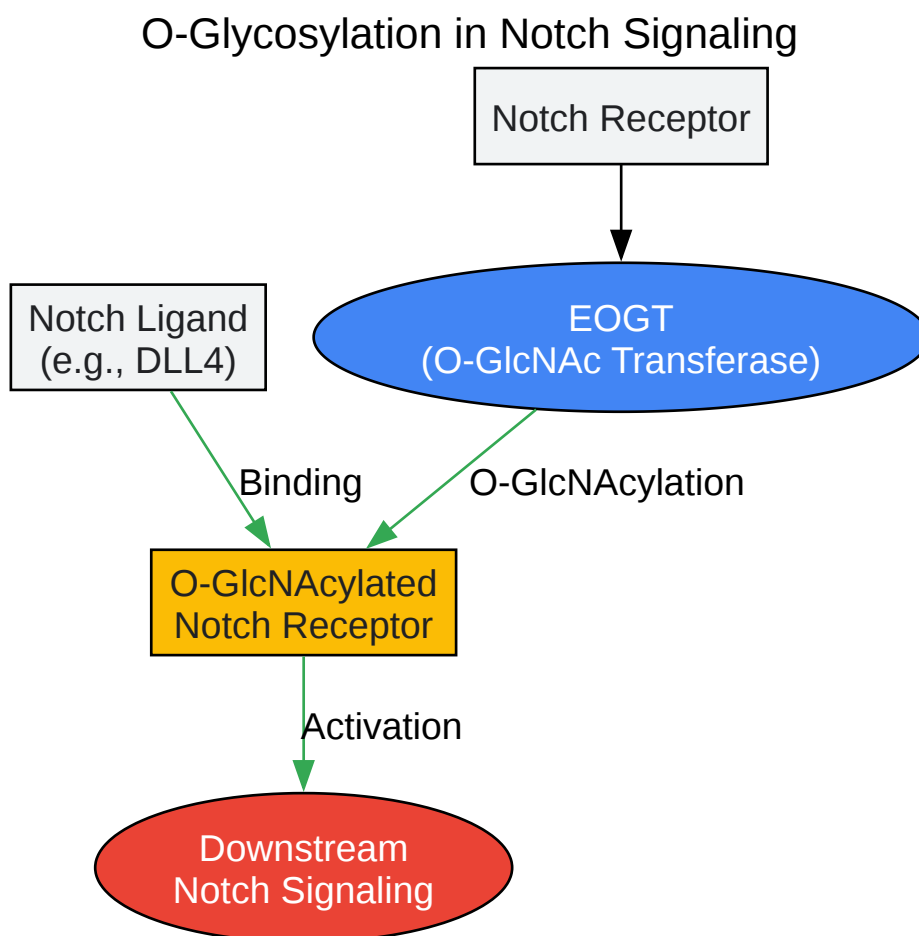 O-Glycosylation in Notch Signaling
Notch Receptor
EOGT
(O-GlcNAc Transferase)
Notch Ligand
(e.g., DLL4)
Binding
O-GlcNAcylation
O-GlcNAcylated
Notch Receptor
Activation
Downstream
Notch Signaling